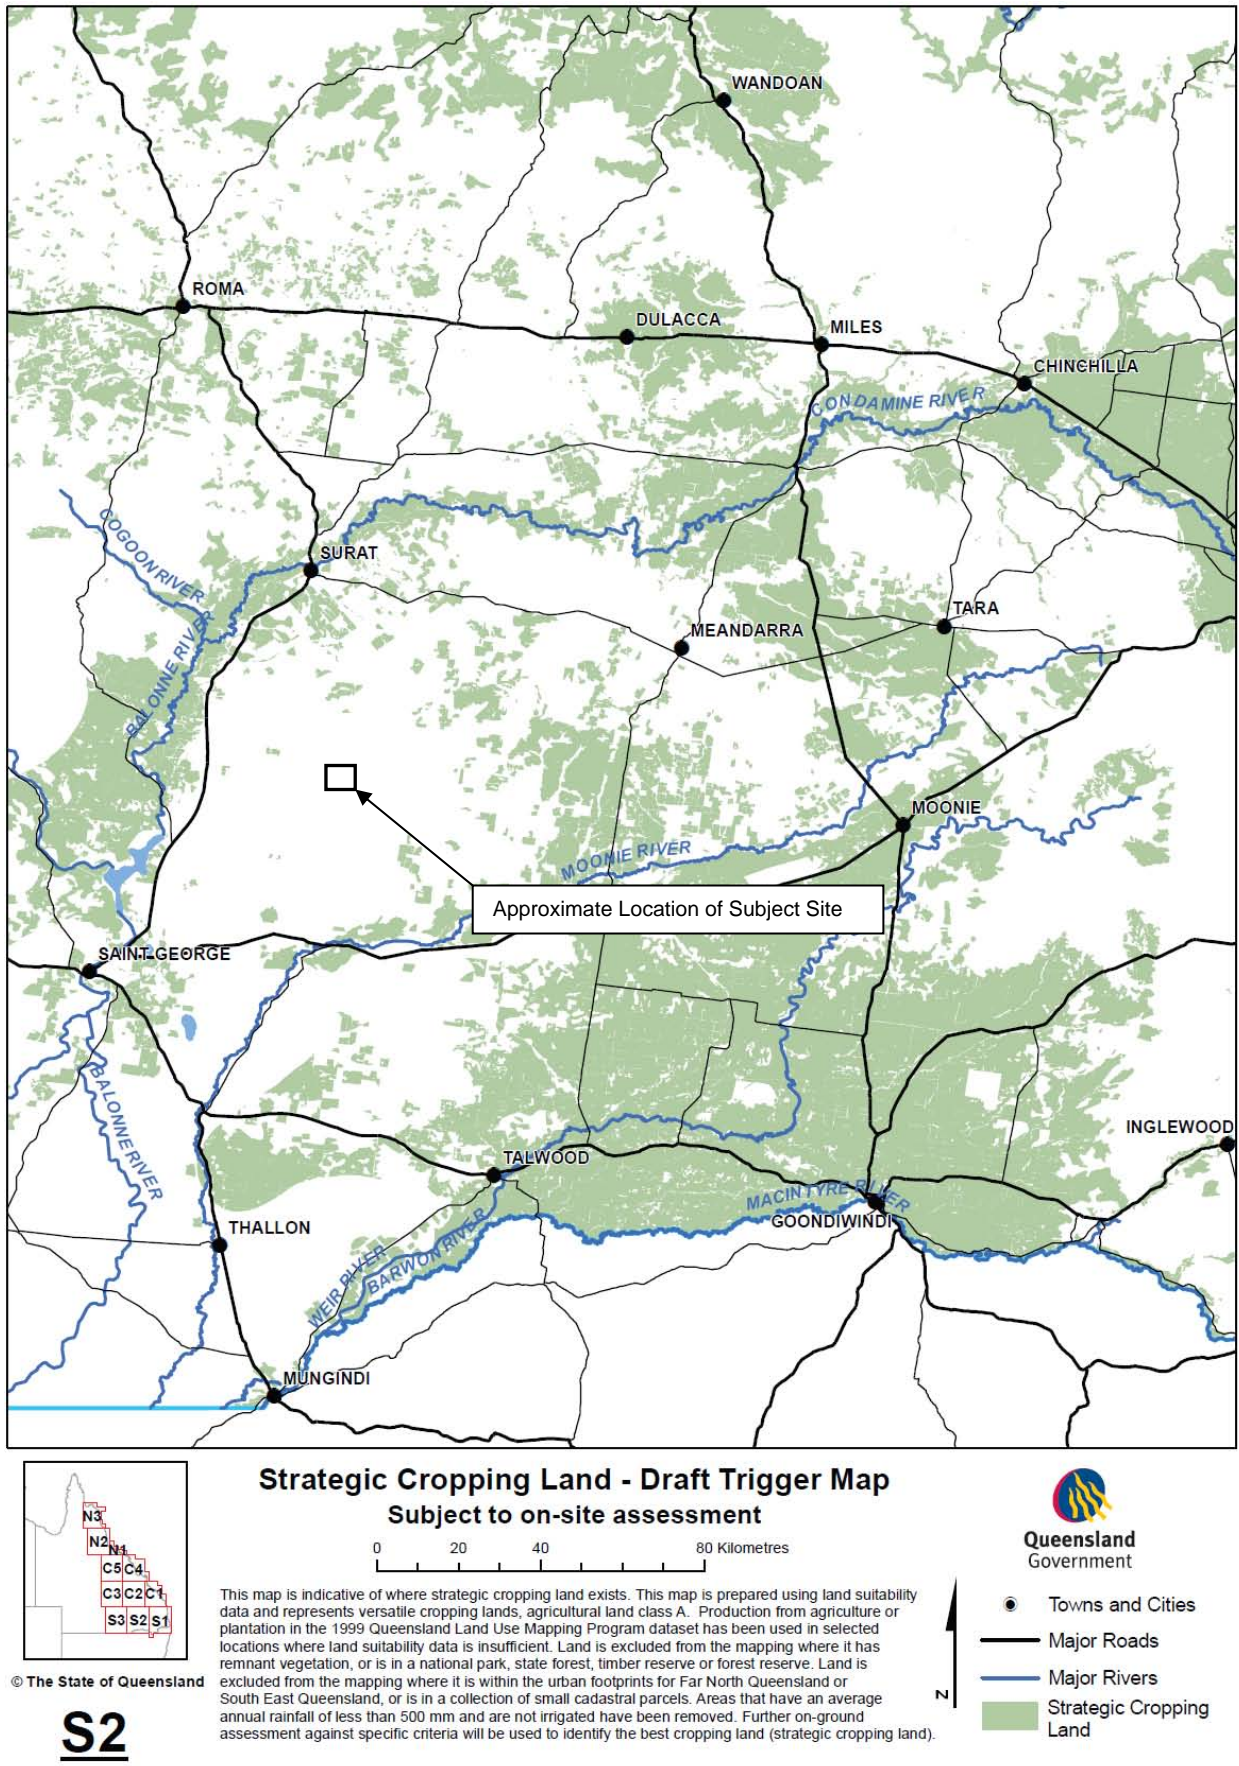 WANDOAN
ROMA
DULACCA
MILES
CHINCHILLA
CONDAMINE RIVER
COGOON RIVER
SURAT
BALONNE RIVER
TARA
MEANDARRA
MOONIE
MOONIE RIVER
Approximate Location of Subject Site
SAINT GEORGE
BALONNE RIVER
INGLEWOOD
TALWOOD
MACINTYRE RIVER
GOONDIWINDI
THALLON
WEIR RIVER
BARWON RIVER
MUNGINDI
N3
N2
N1
C5 C4
C3 C2 C1
S3 S2 S1
© The State of Queensland
S2
Strategic Cropping Land - Draft Trigger Map
Subject to on-site assessment
0 20 40 80 Kilometres
This map is indicative of where strategic cropping land exists. This map is prepared using land suitability
data and represents versatile cropping lands, agricultural land class A. Production from agriculture or
plantation in the 1999 Queensland Land Use Mapping Program dataset has been used in selected
locations where land suitability data is insufficient. Land is excluded from the mapping where it has
remnant vegetation, or is in a national park, state forest, timber reserve or forest reserve. Land is
excluded from the mapping where it is within the urban footprints for Far North Queensland or
South East Queensland, or is in a collection of small cadastral parcels. Areas that have an average
annual rainfall of less than 500 mm and are not irrigated have been removed. Further on-ground
assessment against specific criteria will be used to identify the best cropping land (strategic cropping land).
Queensland
Government
N
Towns and Cities
Major Roads
Major Rivers
Strategic Cropping
Land